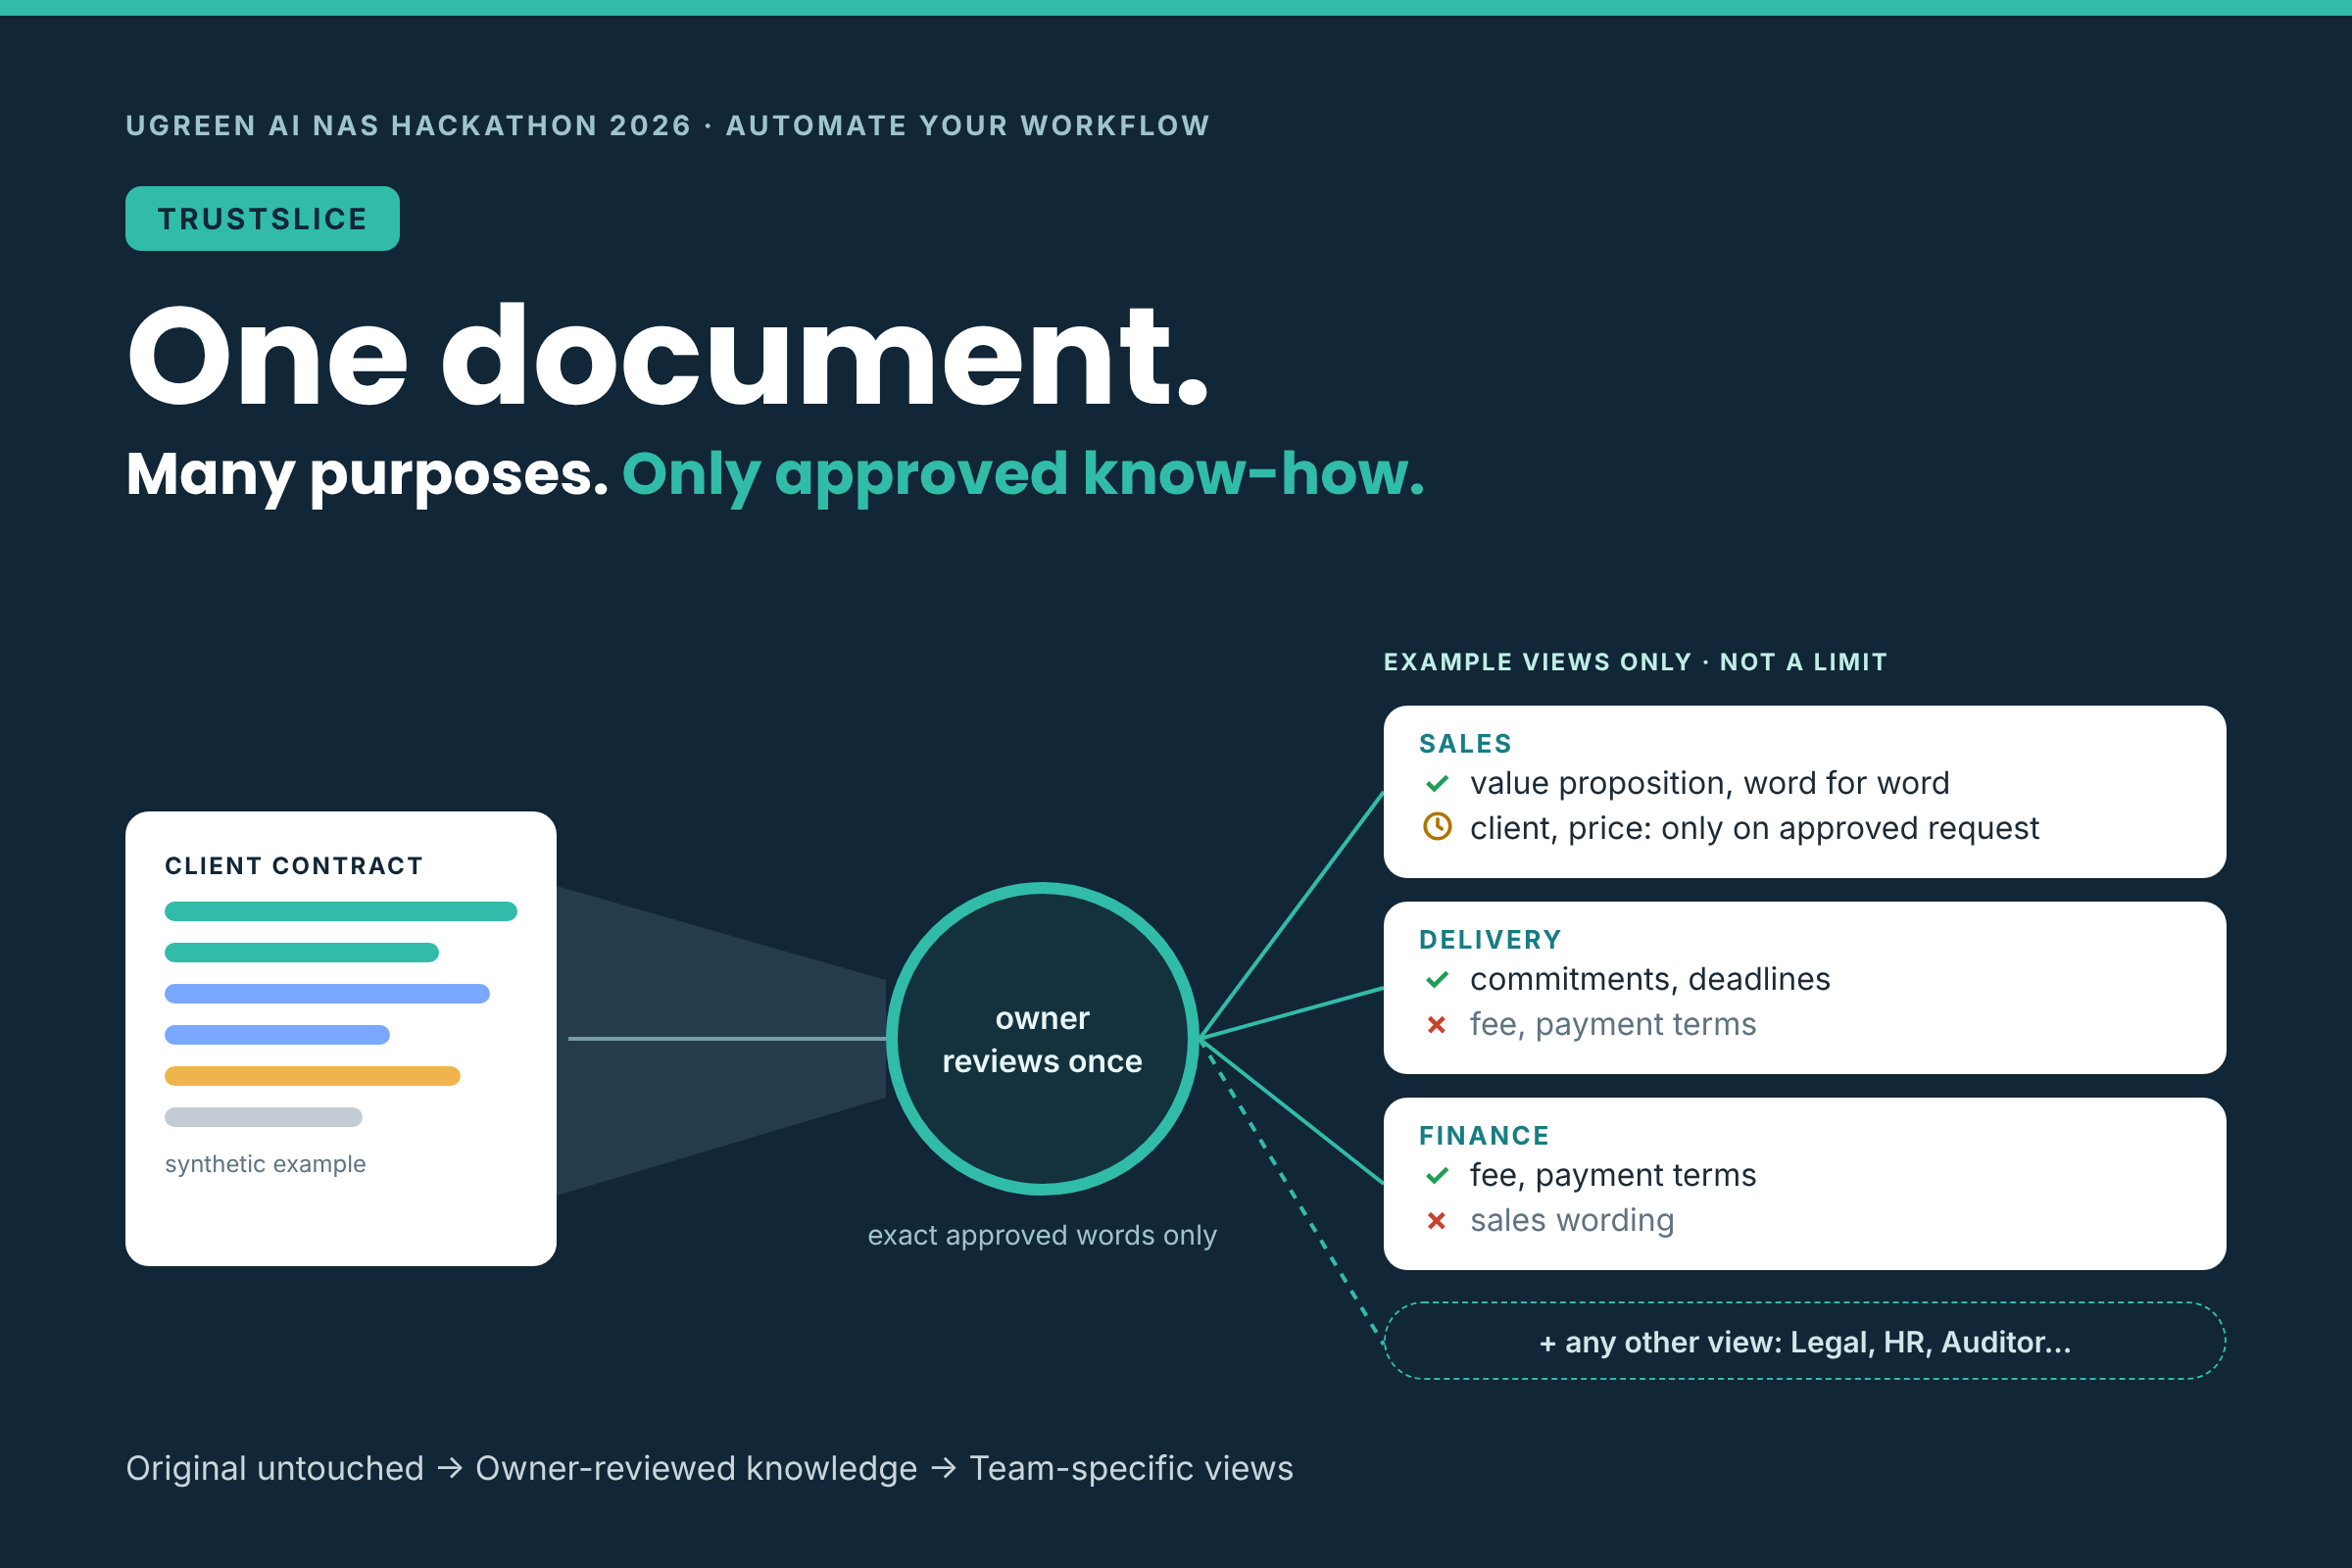 UGREEN AI NAS HACKATHON 2026 · AUTOMATE YOUR WORKFLOW
TRUSTSLICE
One document.
Many purposes. Only approved know-how.
CLIENT CONTRACT
synthetic example
owner
reviews once
exact approved words only
EXAMPLE VIEWS ONLY · NOT A LIMIT
SALES
value proposition, word for word
client, price: only on approved request
DELIVERY
commitments, deadlines
fee, payment terms
FINANCE
fee, payment terms
sales wording
+ any other view: Legal, HR, Auditor...
Original untouched → Owner-reviewed knowledge → Team-specific views